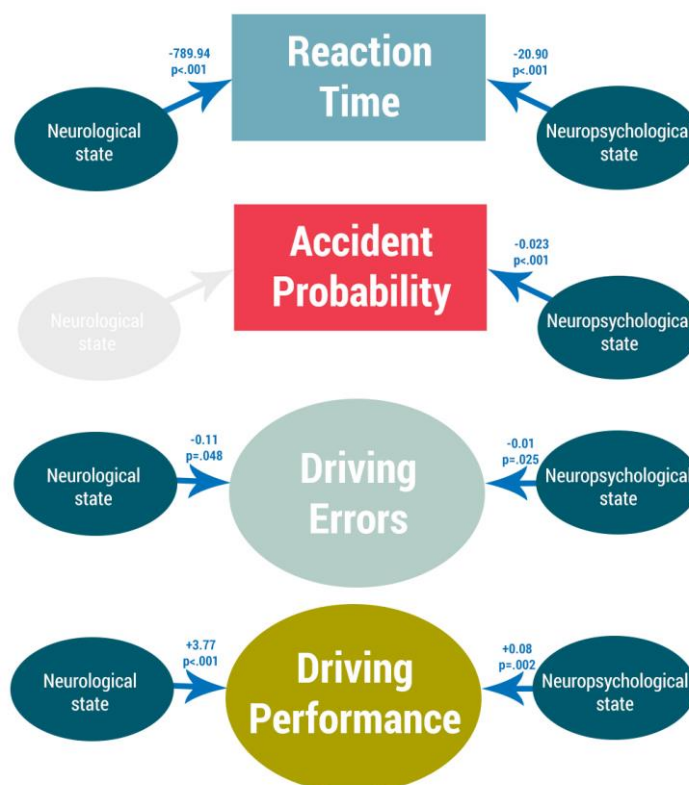 -789.94
p<.001
Reaction
Time
-20.90
p<.001
Neurological
state
Neuropsychological
state
Accident
Probability
-0.023
p<.001
Neurological
state
Neuropsychological
state
-0.11
p=.048
Driving
Errors
-0.01
p=.025
Neurological
state
Neuropsychological
state
+3.77
p<.001
Driving
Performance
+0.08
p=.002
Neurological
state
Neuropsychological
state